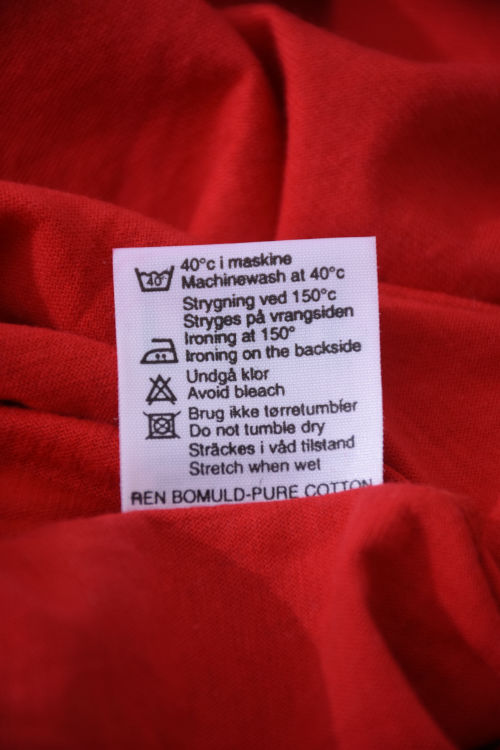 40°c i maskine
40° Machinewash at 40°c
Strygning ved 150°c
Stryges på vrangsiden
Ironing at 150°
Ironing on the backside
Undgå klor
Avoid bleach
Brug ikke tørretumbler
Do not tumble dry
Sträckes i våd tilstand
Stretch when wet
REN BOMULD-PURE COTTON